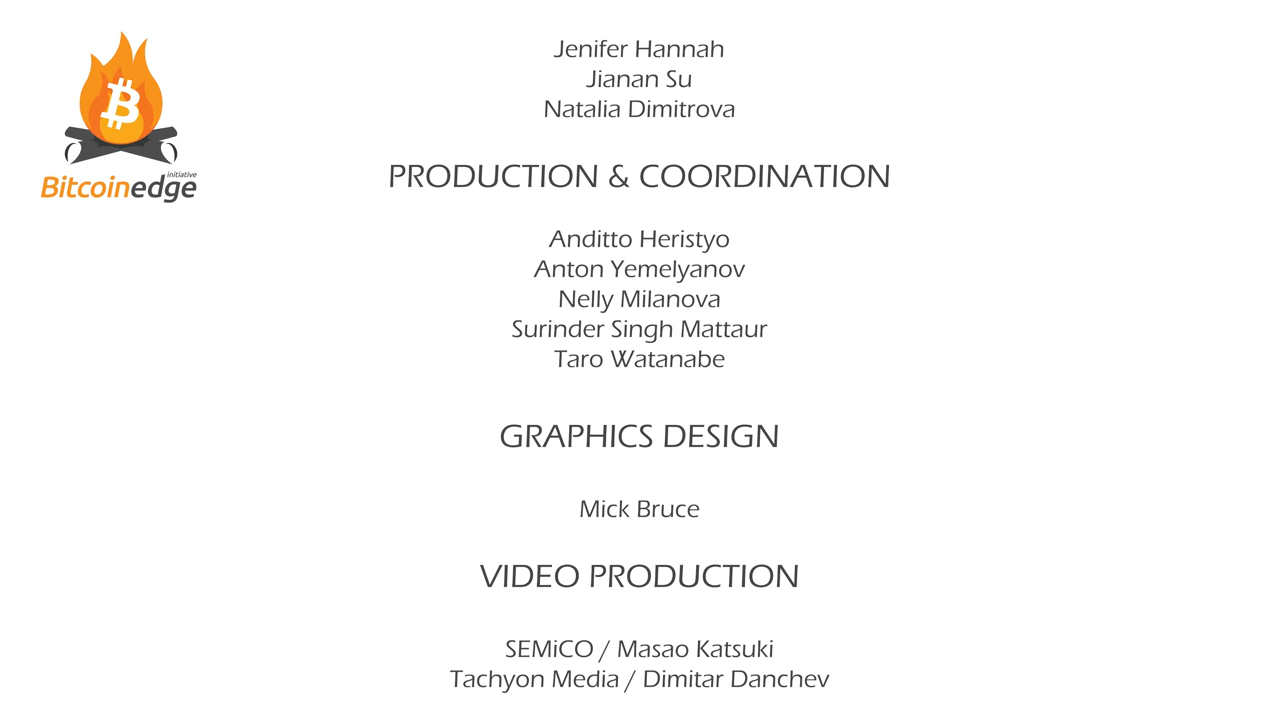 initiative
Bitcoinedge
Jenifer Hannah
Jianan Su
Natalia Dimitrova
PRODUCTION & COORDINATION
Anditto Heristyo
Anton Yemelyanov
Nelly Milanova
Surinder Singh Mattaur
Taro Watanabe
GRAPHICS DESIGN
Mick Bruce
VIDEO PRODUCTION
SEMiCO / Masao Katsuki
Tachyon Media / Dimitar Danchev